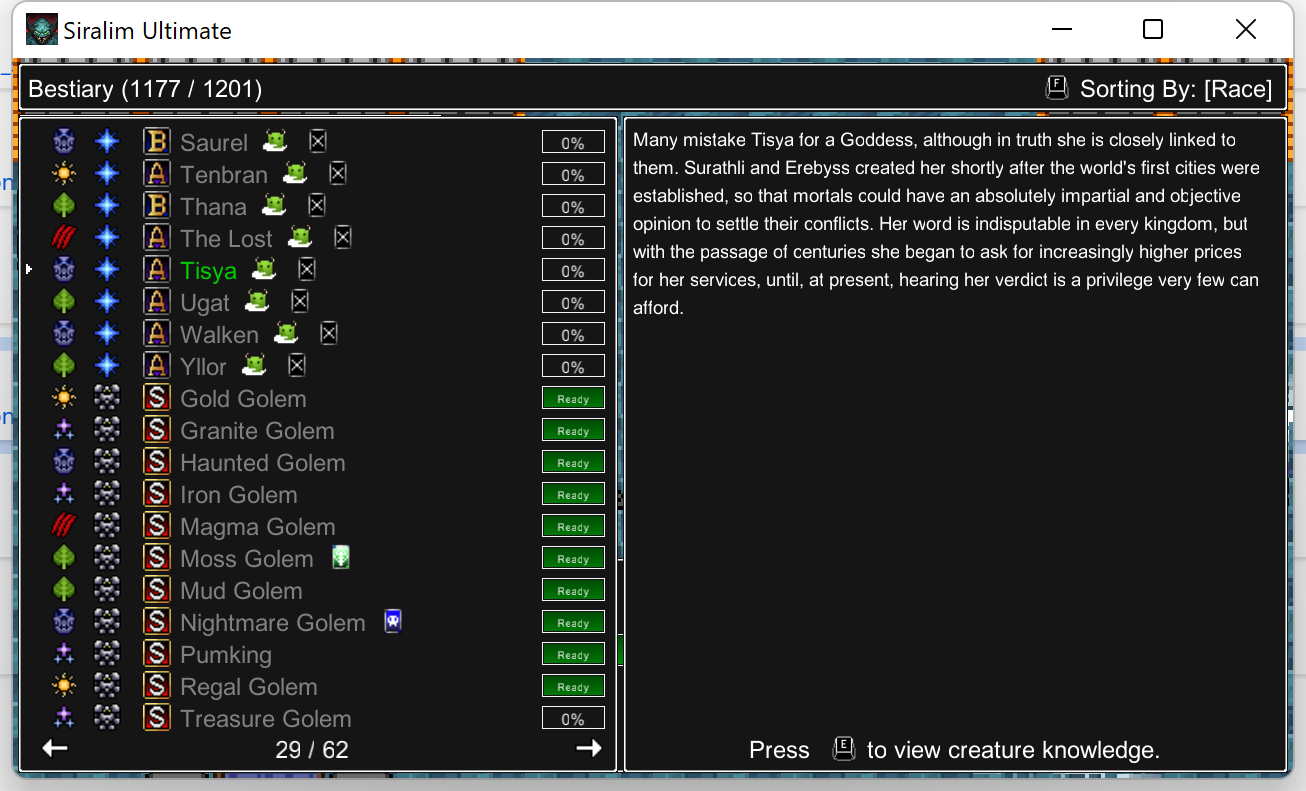 Siralim Ultimate
Bestiary (1177 / 1201)
F Sorting By: [Race]
B Saurel 0%
A Tenbran 0%
B Thana 0%
A The Lost 0%
A Tisya 0%
A Ugat 0%
A Walken 0%
A Yllor 0%
S Gold Golem Ready
S Granite Golem Ready
S Haunted Golem Ready
S Iron Golem Ready
S Magma Golem Ready
S Moss Golem Ready
S Mud Golem Ready
S Nightmare Golem Ready
S Pumking Ready
S Regal Golem Ready
S Treasure Golem 0%
29 / 62
Many mistake Tisya for a Goddess, although in truth she is closely linked to
them. Surathli and Erebyss created her shortly after the world's first cities were
established, so that mortals could have an absolutely impartial and objective
opinion to settle their conflicts. Her word is indisputable in every kingdom, but
with the passage of centuries she began to ask for increasingly higher prices
for her services, until, at present, hearing her verdict is a privilege very few can
afford.
Press E to view creature knowledge.